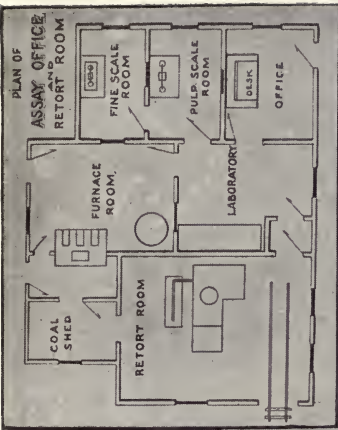 PLAN OF
ASSAY OFFICE
AND
RETORT ROOM
FINE SCALE
ROOM
PULP SCALE
ROOM
DESK
OFFICE
FURNACE
ROOM.
LABORATORY
COAL
SHED
RETORT ROOM